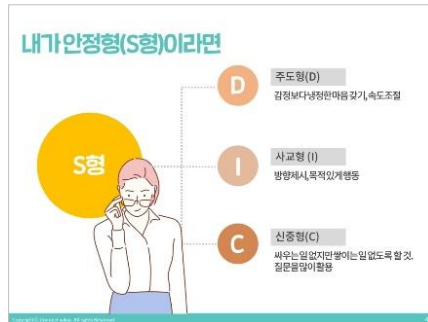 내가 안정형(S형)이라면
S형
D
주도형(D)
감정보다냉정한마음 갖기, 속도조절
I
사교형 (I)
방향제시,목적있게행동
C
신중형(C)
싸우는일 없지만쌓이는일 없도록 할 것.
질문을많이활용